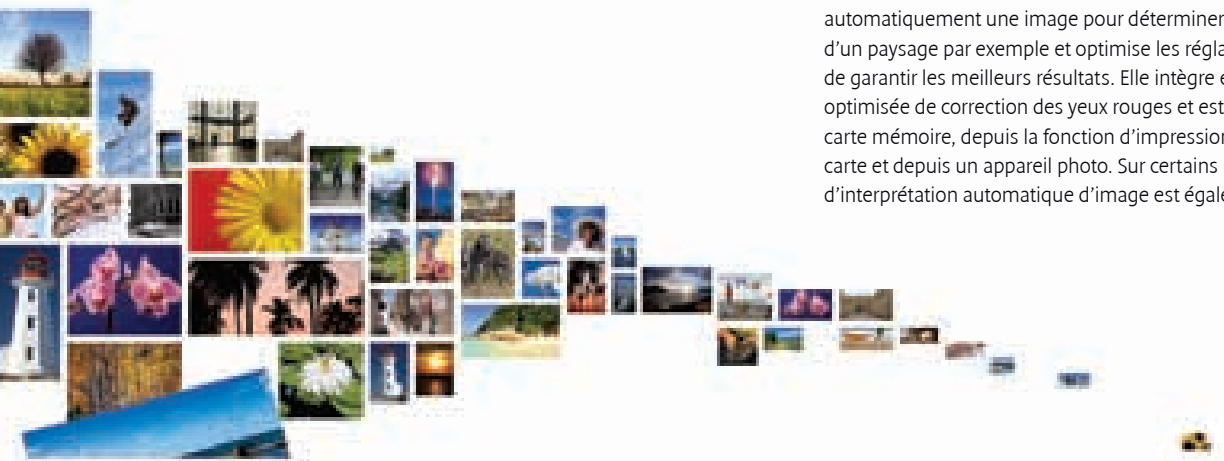 automatiquement une image pour déterminer
d’un paysage par exemple et optimise les régla
de garantir les meilleurs résultats. Elle intègre e
optimisée de correction des yeux rouges et est
carte mémoire, depuis la fonction d’impression
carte et depuis un appareil photo. Sur certains
d’interprétation automatique d’image est égale